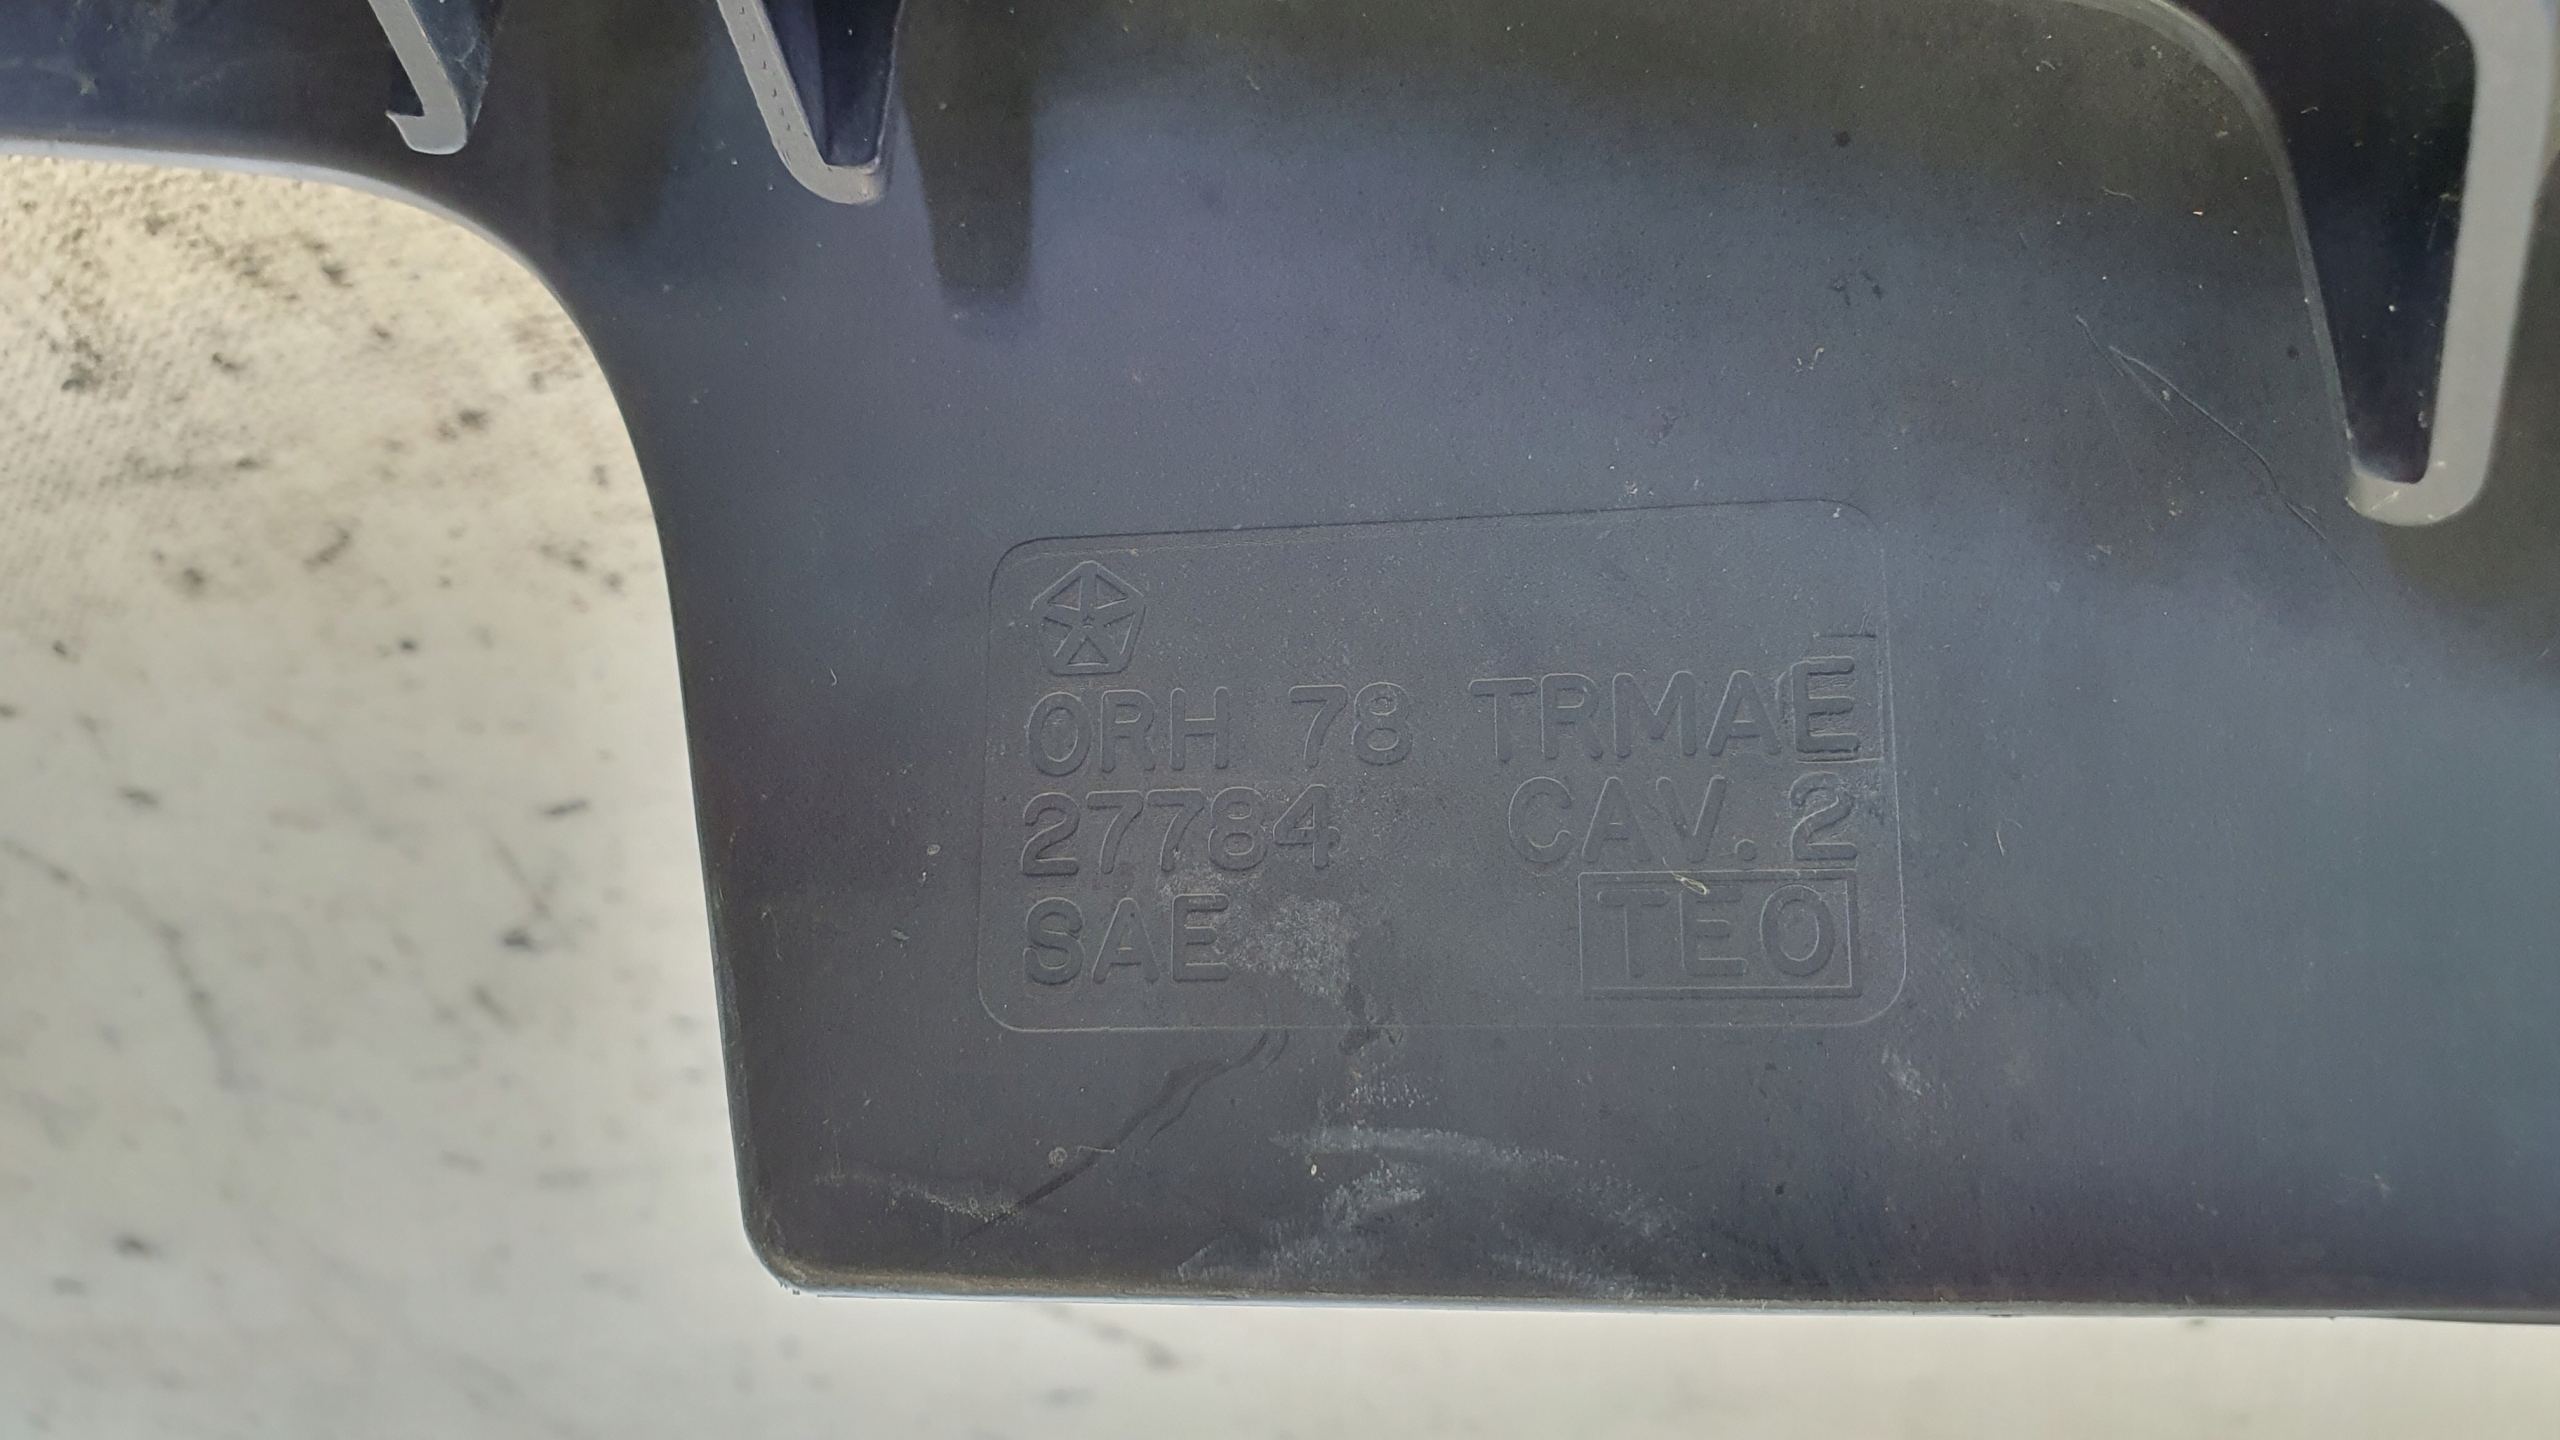 0RH 78 TRMAE
27784 CAV. 2
SAE TEO